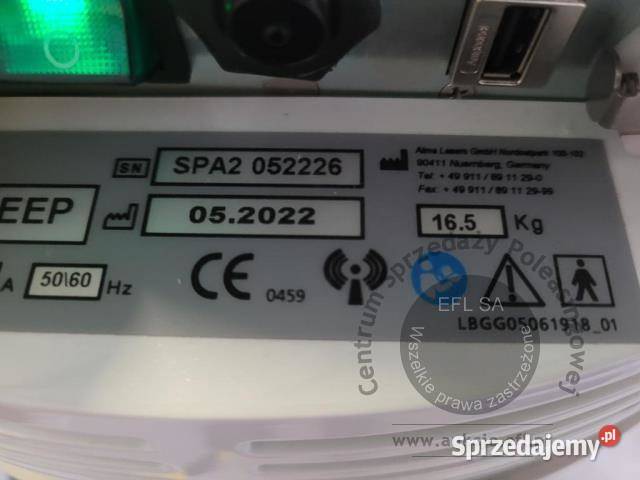 SN SPA2 052226
Alma Lasers GmbH Nordostpark 100-102
90411 Nuernberg, Germany
Tel: + 49 911 / 89 11 29-0
Fax: + 49 911 / 89 11 29-99
EEP
05.2022
16.5 Kg
A 50\60 Hz
CE 0459
LBGG05061918_01
Centrum Sprzedaży Poleasingowej
EFL SA
Wszelkie prawa zastrzeżone
Sprzedajemy.pl